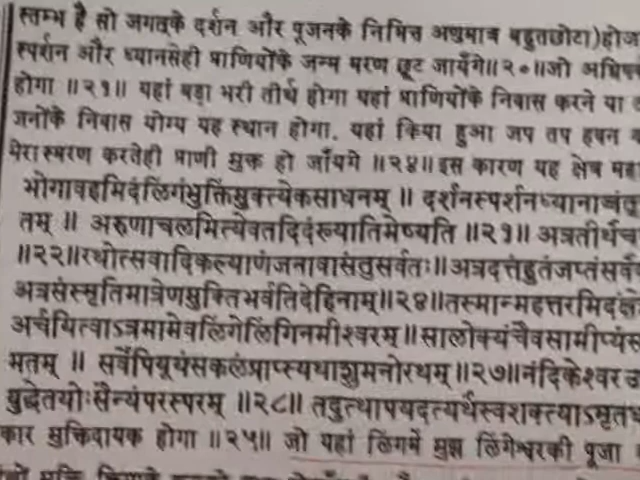 स्तम्भ है सो जगत्‌के दर्शन और पूजनके निमित्त अणुमात्र बहुतछोटा)होज
स्पर्शन और ध्यानसेही प्राणियोंके जन्म मरण छूट जायेंगे॥२०॥जो
होगा॥२१॥ यहां बड़ा भरी तीर्थ होगा यहां प्राणियोंके निवास करने या
जनोंके निवास योग्य यह स्थान होगा. यहां किया हुआ जप तप हवन
मेरा स्मरण करतेही प्राणी मुक्त हो जाँयगे॥२४॥इस कारण यह क्षेत्र
भोगावहमिदंलिंगंभुक्तिमुक्त्येकसाधनम्॥ दर्शनस्पर्शनध्यानाज्जंतू
तम्॥ अरुणाचलमित्येवतदिदंख्यातिमेष्यति॥२१॥ अत्रतीर्थंच
॥२२॥रथोत्सवादिकल्याणंजनावासंतुसर्वतः॥अत्रदत्तंहुतंजप्तंसर्वं
अत्रसंस्मृतिमात्रेणमुक्तिर्भवतिदेहिनाम्॥२४॥तस्मान्महत्तरमिदंक्षे
अर्चयित्वाऽत्रमामेवलिंगेलिंगिनमीश्वरम्॥सालोक्यंचैवसामीप्यंस
मतम्॥ सर्वेपियूयंसकलंप्राप्स्यथाशुमनोरथम्॥२७॥नंदिकेश्वर
युद्धेतयोःसैन्यंपरस्परम्॥२८॥ तदुत्थापयदत्यर्थंस्वशक्त्याऽमृत
कार मुक्तिदायक होगा॥२५॥ जो यहां लिंगमें मुझ लिंगेश्वरकी पूजा